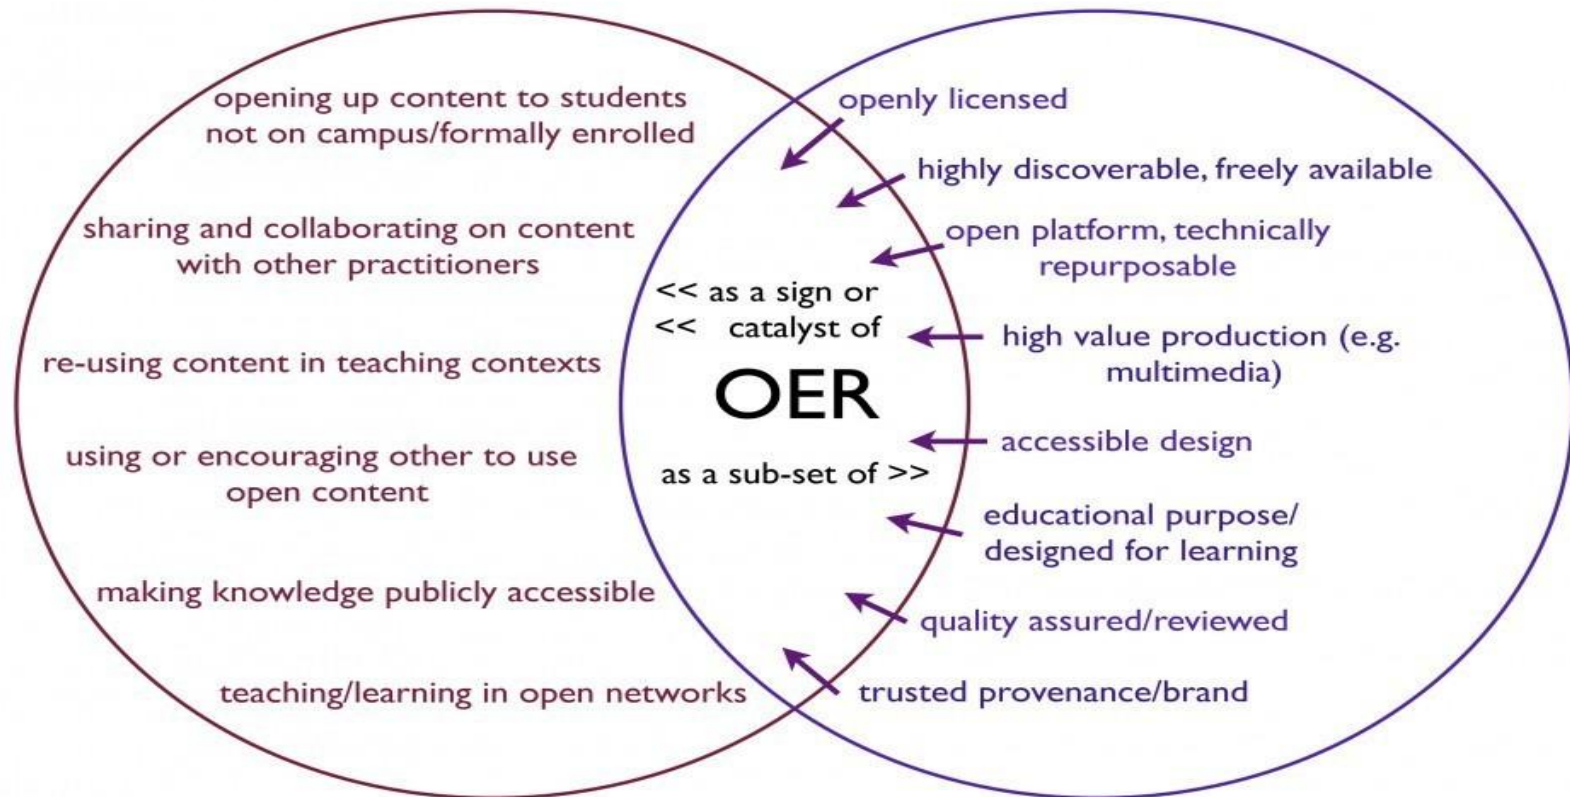 opening up content to students
not on campus/formally enrolled
sharing and collaborating on content
with other practitioners
re-using content in teaching contexts
using or encouraging other to use
open content
making knowledge publicly accessible
teaching/learning in open networks
<< as a sign or
<< catalyst of
OER
as a sub-set of >>
openly licensed
highly discoverable, freely available
open platform, technically
repurposable
high value production (e.g.
multimedia)
accessible design
educational purpose/
designed for learning
quality assured/reviewed
trusted provenance/brand